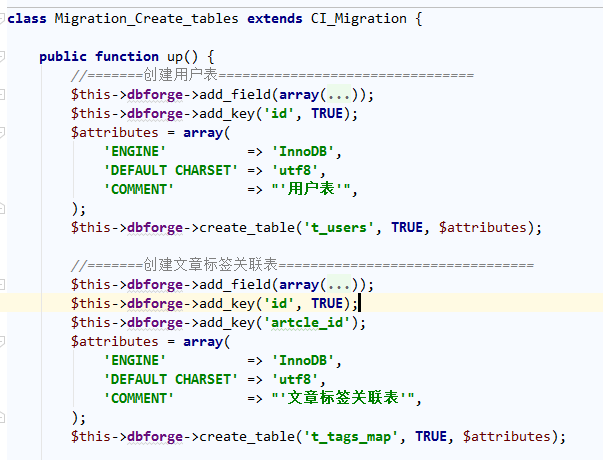 class Migration_Create_tables extends CI_Migration {
public function up() {
//=======创建用户表==============================
$this->dbforge->add_field(array(...));
$this->dbforge->add_key('id', TRUE);
$attributes = array(
'ENGINE' => 'InnoDB',
'DEFAULT CHARSET' => 'utf8',
'COMMENT' => "'用户表'",
);
$this->dbforge->create_table('t_users', TRUE, $attributes);
//=======创建文章标签关联表==============================
$this->dbforge->add_field(array(...));
$this->dbforge->add_key('id', TRUE);
$this->dbforge->add_key('artcle_id');
$attributes = array(
'ENGINE' => 'InnoDB',
'DEFAULT CHARSET' => 'utf8',
'COMMENT' => "'文章标签关联表'",
);
$this->dbforge->create_table('t_tags_map', TRUE, $attributes);